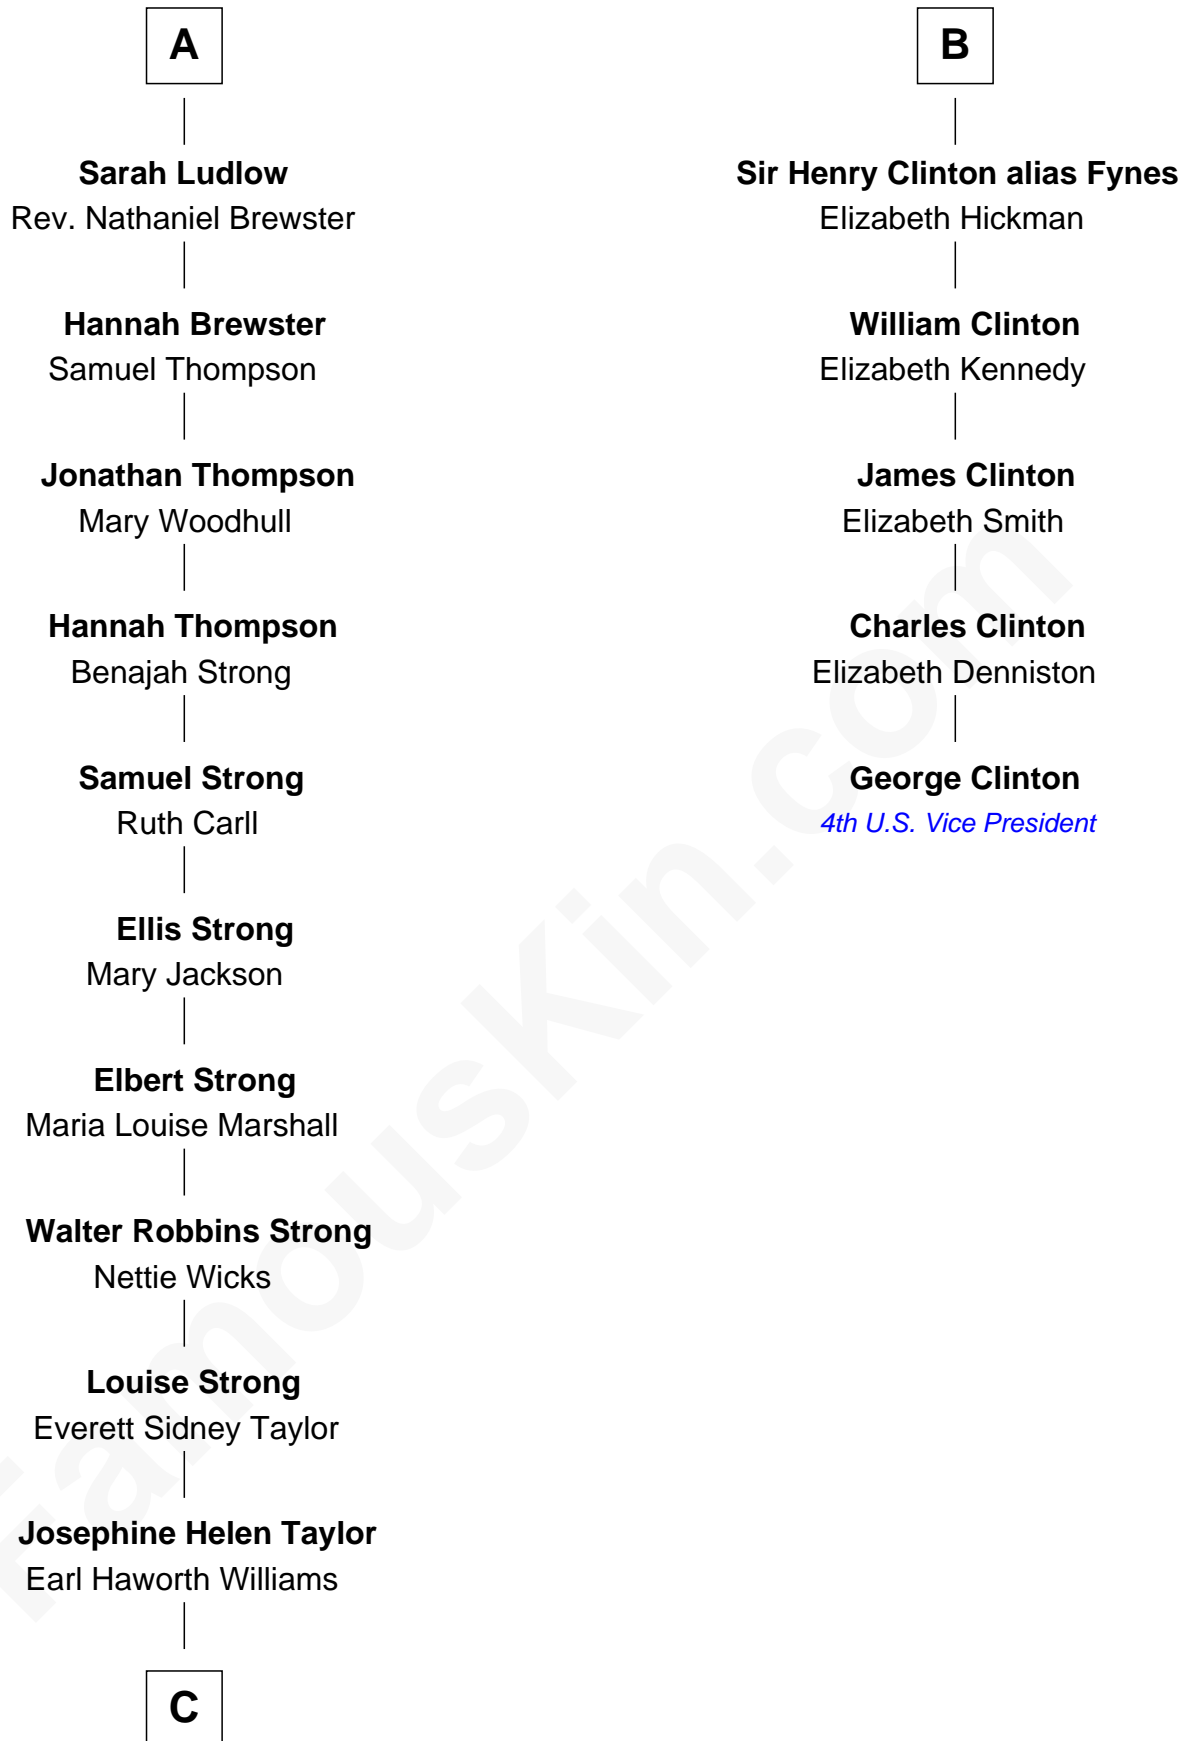 A
Sarah Ludlow
Rev. Nathaniel Brewster
Hannah Brewster
Samuel Thompson
Jonathan Thompson
Mary Woodhull
Hannah Thompson
Benajah Strong
Samuel Strong
Ruth Carll
Ellis Strong
Mary Jackson
Elbert Strong
Maria Louise Marshall
Walter Robbins Strong
Nettie Wicks
Louise Strong
Everett Sidney Taylor
Josephine Helen Taylor
Earl Haworth Williams
C
B
Sir Henry Clinton alias Fynes
Elizabeth Hickman
William Clinton
Elizabeth Kennedy
James Clinton
Elizabeth Smith
Charles Clinton
Elizabeth Denniston
George Clinton
4th U.S. Vice President
FamousKin.com